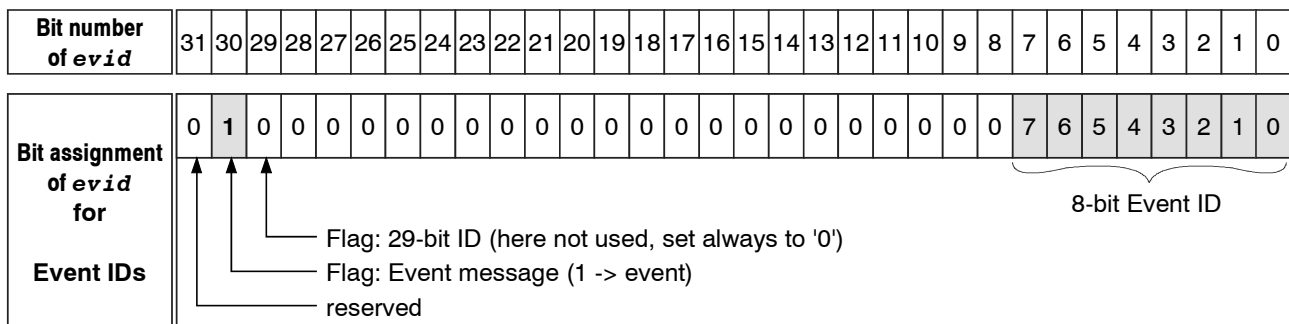 Bit number of evid 31 30 29 28 27 26 25 24 23 22 21 20 19 18 17 16 15 14 13 12 11 10 9 8 7 6 5 4 3 2 1 0
Bit assignment of evid for Event IDs 0 1 0 0 0 0 0 0 0 0 0 0 0 0 0 0 0 0 0 0 0 0 0 0 7 6 5 4 3 2 1 0
8-bit Event ID
Flag: 29-bit ID (here not used, set always to '0')
Flag: Event message (1 -> event)
reserved